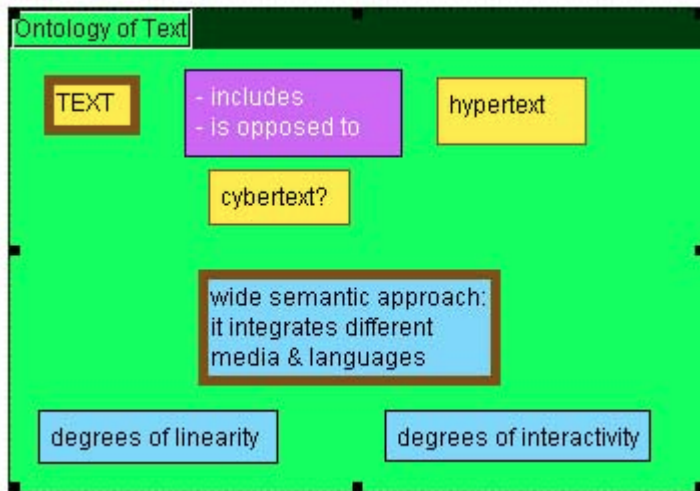 Ontology of Text
TEXT
- includes
- is opposed to
hypertext
cybertext?
wide semantic approach:
it integrates different
media & languages
degrees of linearity
degrees of interactivity